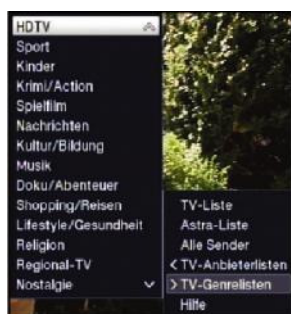 HDTV
Sport
Kinder
Krimi/Action
Spielfilm
Nachrichten
Kultur/Bildung
Musik
Doku/Abenteuer
Shopping/Reisen
Lifestyle/Gesundheit
Religion
Regional-TV
Nostalgie
TV-Liste
Astra-Liste
Alle Sender
< TV-Anbieterlisten
> TV-Genrelisten
Hilfe